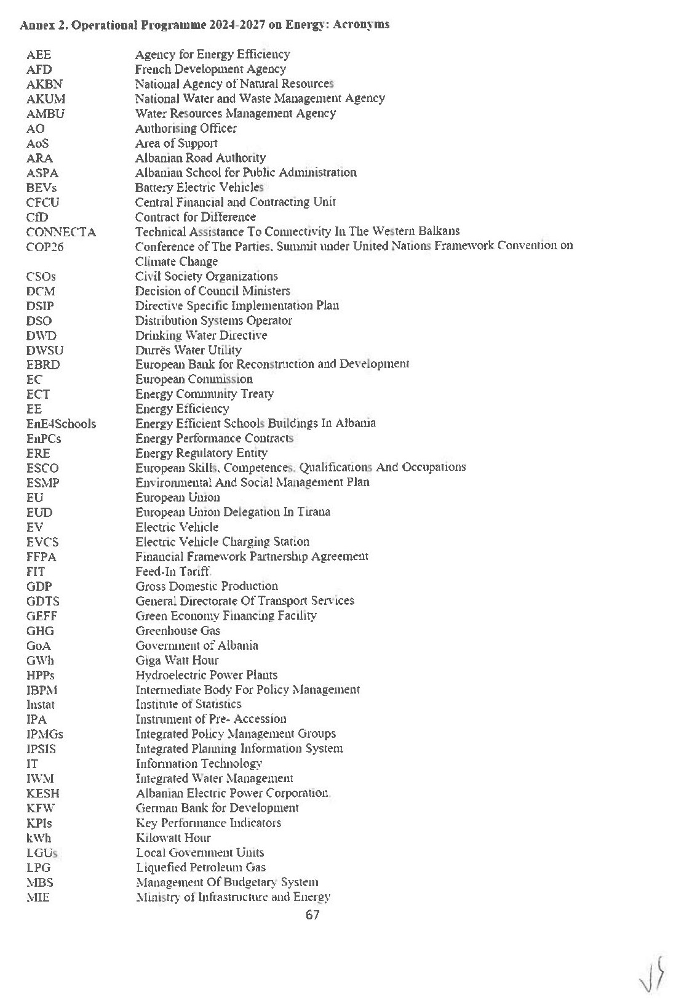 Annex 2. Operational Programme 2024-2027 on Energy: Acronyms
AEE Agency for Energy Efficiency
AFD French Development Agency
AKBN National Agency of Natural Resources
AKUM National Water and Waste Management Agency
AMBU Water Resources Management Agency
AO Authorising Officer
AoS Area of Support
ARA Albanian Road Authority
ASPA Albanian School for Public Administration
BEVs Battery Electric Vehicles
CFCU Central Financial and Contracting Unit
CfD Contract for Difference
CONNECTA Technical Assistance To Connectivity In The Western Balkans
COP26 Conference of The Parties. Summit under United Nations Framework Convention on
Climate Change
CSOs Civil Society Organizations
DCM Decision of Council Ministers
DSIP Directive Specific Implementation Plan
DSO Distribution Systems Operator
DWD Drinking Water Directive
DWSU Durrës Water Utility
EBRD European Bank for Reconstruction and Development
EC European Commission
ECT Energy Community Treaty
EE Energy Efficiency
EnE4Schools Energy Efficient Schools Buildings In Albania
EnPCs Energy Performance Contracts
ERE Energy Regulatory Entity
ESCO European Skills, Competences, Qualifications And Occupations
ESMP Environmental And Social Management Plan
EU European Union
EUD European Union Delegation In Tirana
EV Electric Vehicle
EVCS Electric Vehicle Charging Station
FFPA Financial Framework Partnership Agreement
FIT Feed-In Tariff
GDP Gross Domestic Production
GDTS General Directorate Of Transport Services
GEFF Green Economy Financing Facility
GHG Greenhouse Gas
GoA Government of Albania
GWh Giga Watt Hour
HPPs Hydroelectric Power Plants
IBPM Intermediate Body For Policy Management
Instat Institute of Statistics
IPA Instrument of Pre- Accession
IPMGs Integrated Policy Management Groups
IPSIS Integrated Planning Information System
IT Information Technology
IWM Integrated Water Management
KESH Albanian Electric Power Corporation
KFW German Bank for Development
KPIs Key Performance Indicators
kWh Kilowatt Hour
LGUs Local Government Units
LPG Liquefied Petroleum Gas
MBS Management Of Budgetary System
MIE Ministry of Infrastructure and Energy
67